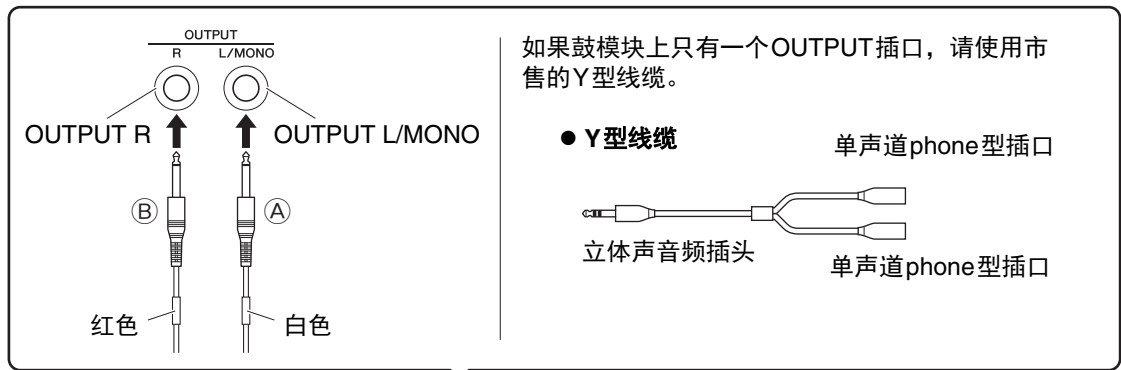 OUTPUT
R L/MONO
OUTPUT R
OUTPUT L/MONO
Ⓑ
Ⓐ
红色
白色
如果鼓模块上只有一个OUTPUT插口，请使用市
售的Y型线缆。
● Y型线缆
单声道phone型插口
立体声音频插头
单声道phone型插口